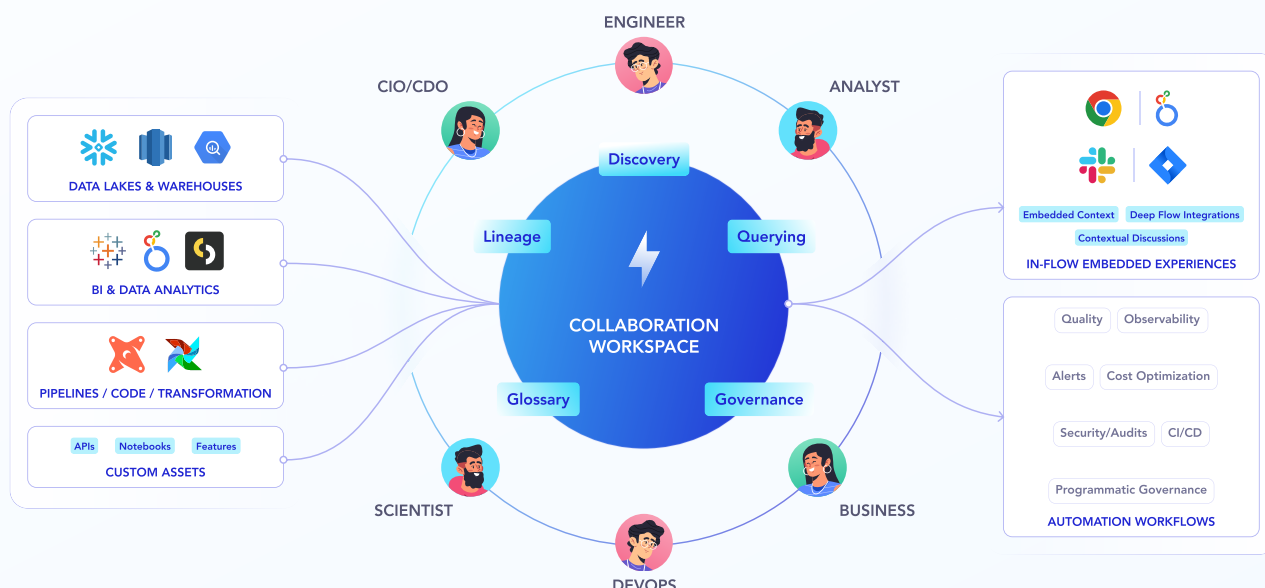 ENGINEER
CIO/CDO
ANALYST
DATA LAKES & WAREHOUSES
BI & DATA ANALYTICS
PIPELINES / CODE / TRANSFORMATION
APIs
Notebooks
Features
CUSTOM ASSETS
Discovery
Lineage
Querying
COLLABORATION
WORKSPACE
Glossary
Governance
SCIENTIST
BUSINESS
DEVOPS
Embedded Context
Deep Flow Integrations
Contextual Discussions
IN-FLOW EMBEDDED EXPERIENCES
Quality
Observability
Alerts
Cost Optimization
Security/Audits
CI/CD
Programmatic Governance
AUTOMATION WORKFLOWS